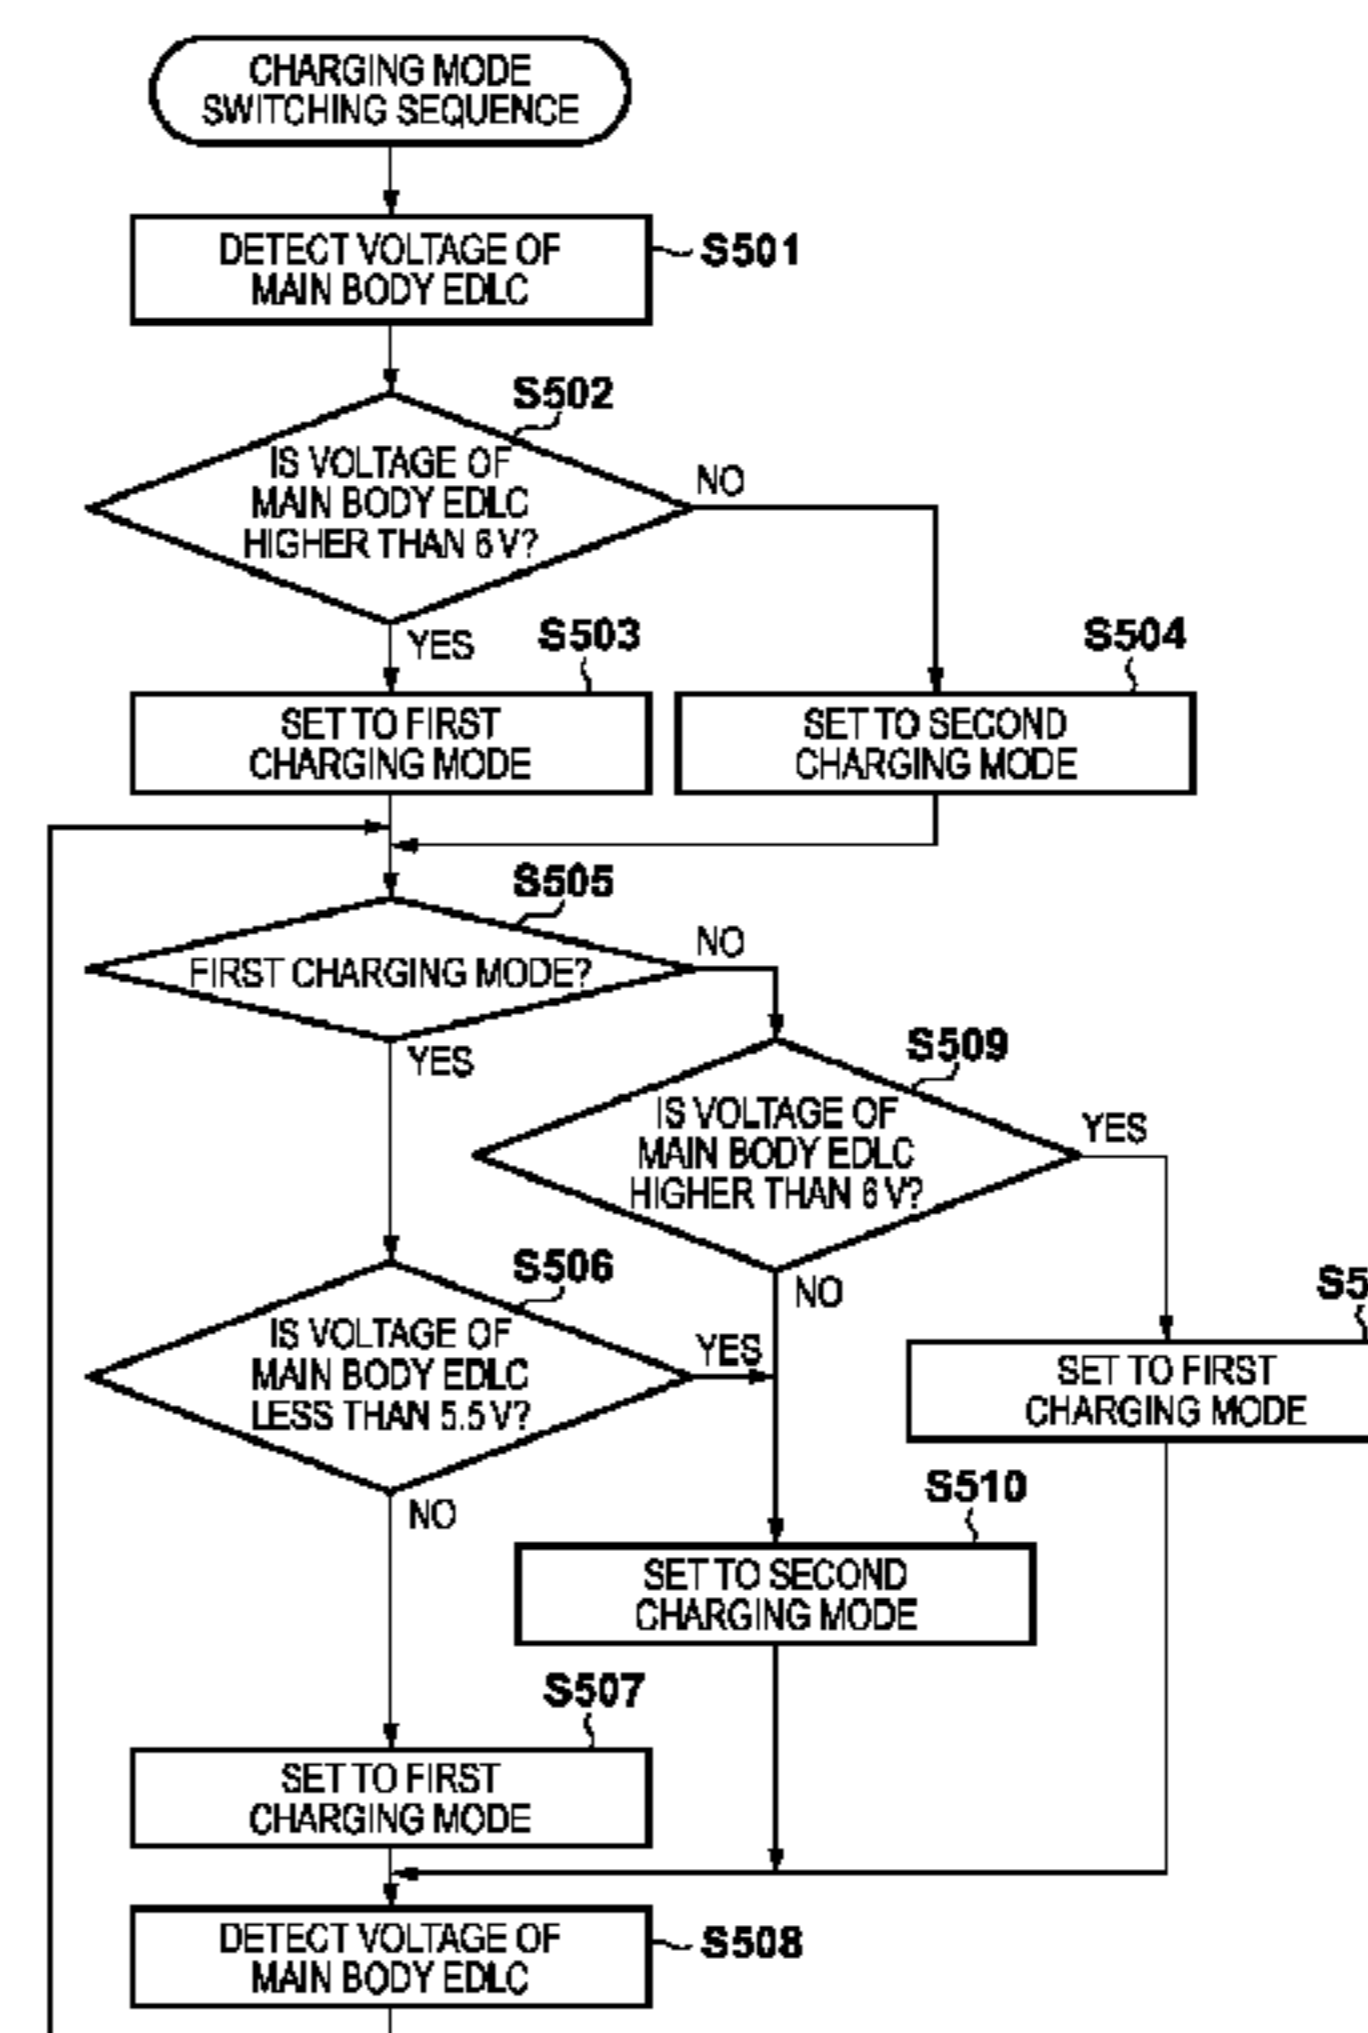 CHARGING MODE
SWITCHING SEQUENCE
DETECT VOLTAGE OF
MAIN BODY EDLC
S501
S502
IS VOLTAGE OF
MAIN BODY EDLC
HIGHER THAN 6 V?
NO
YES
S503
SET TO FIRST
CHARGING MODE
S504
SET TO SECOND
CHARGING MODE
S505
FIRST CHARGING MODE?
NO
YES
S509
IS VOLTAGE OF
MAIN BODY EDLC
HIGHER THAN 6 V?
YES
NO
S506
IS VOLTAGE OF
MAIN BODY EDLC
LESS THAN 5.5 V?
YES
NO
S5
SET TO FIRST
CHARGING MODE
S510
SET TO SECOND
CHARGING MODE
S507
SET TO FIRST
CHARGING MODE
DETECT VOLTAGE OF
MAIN BODY EDLC
S508